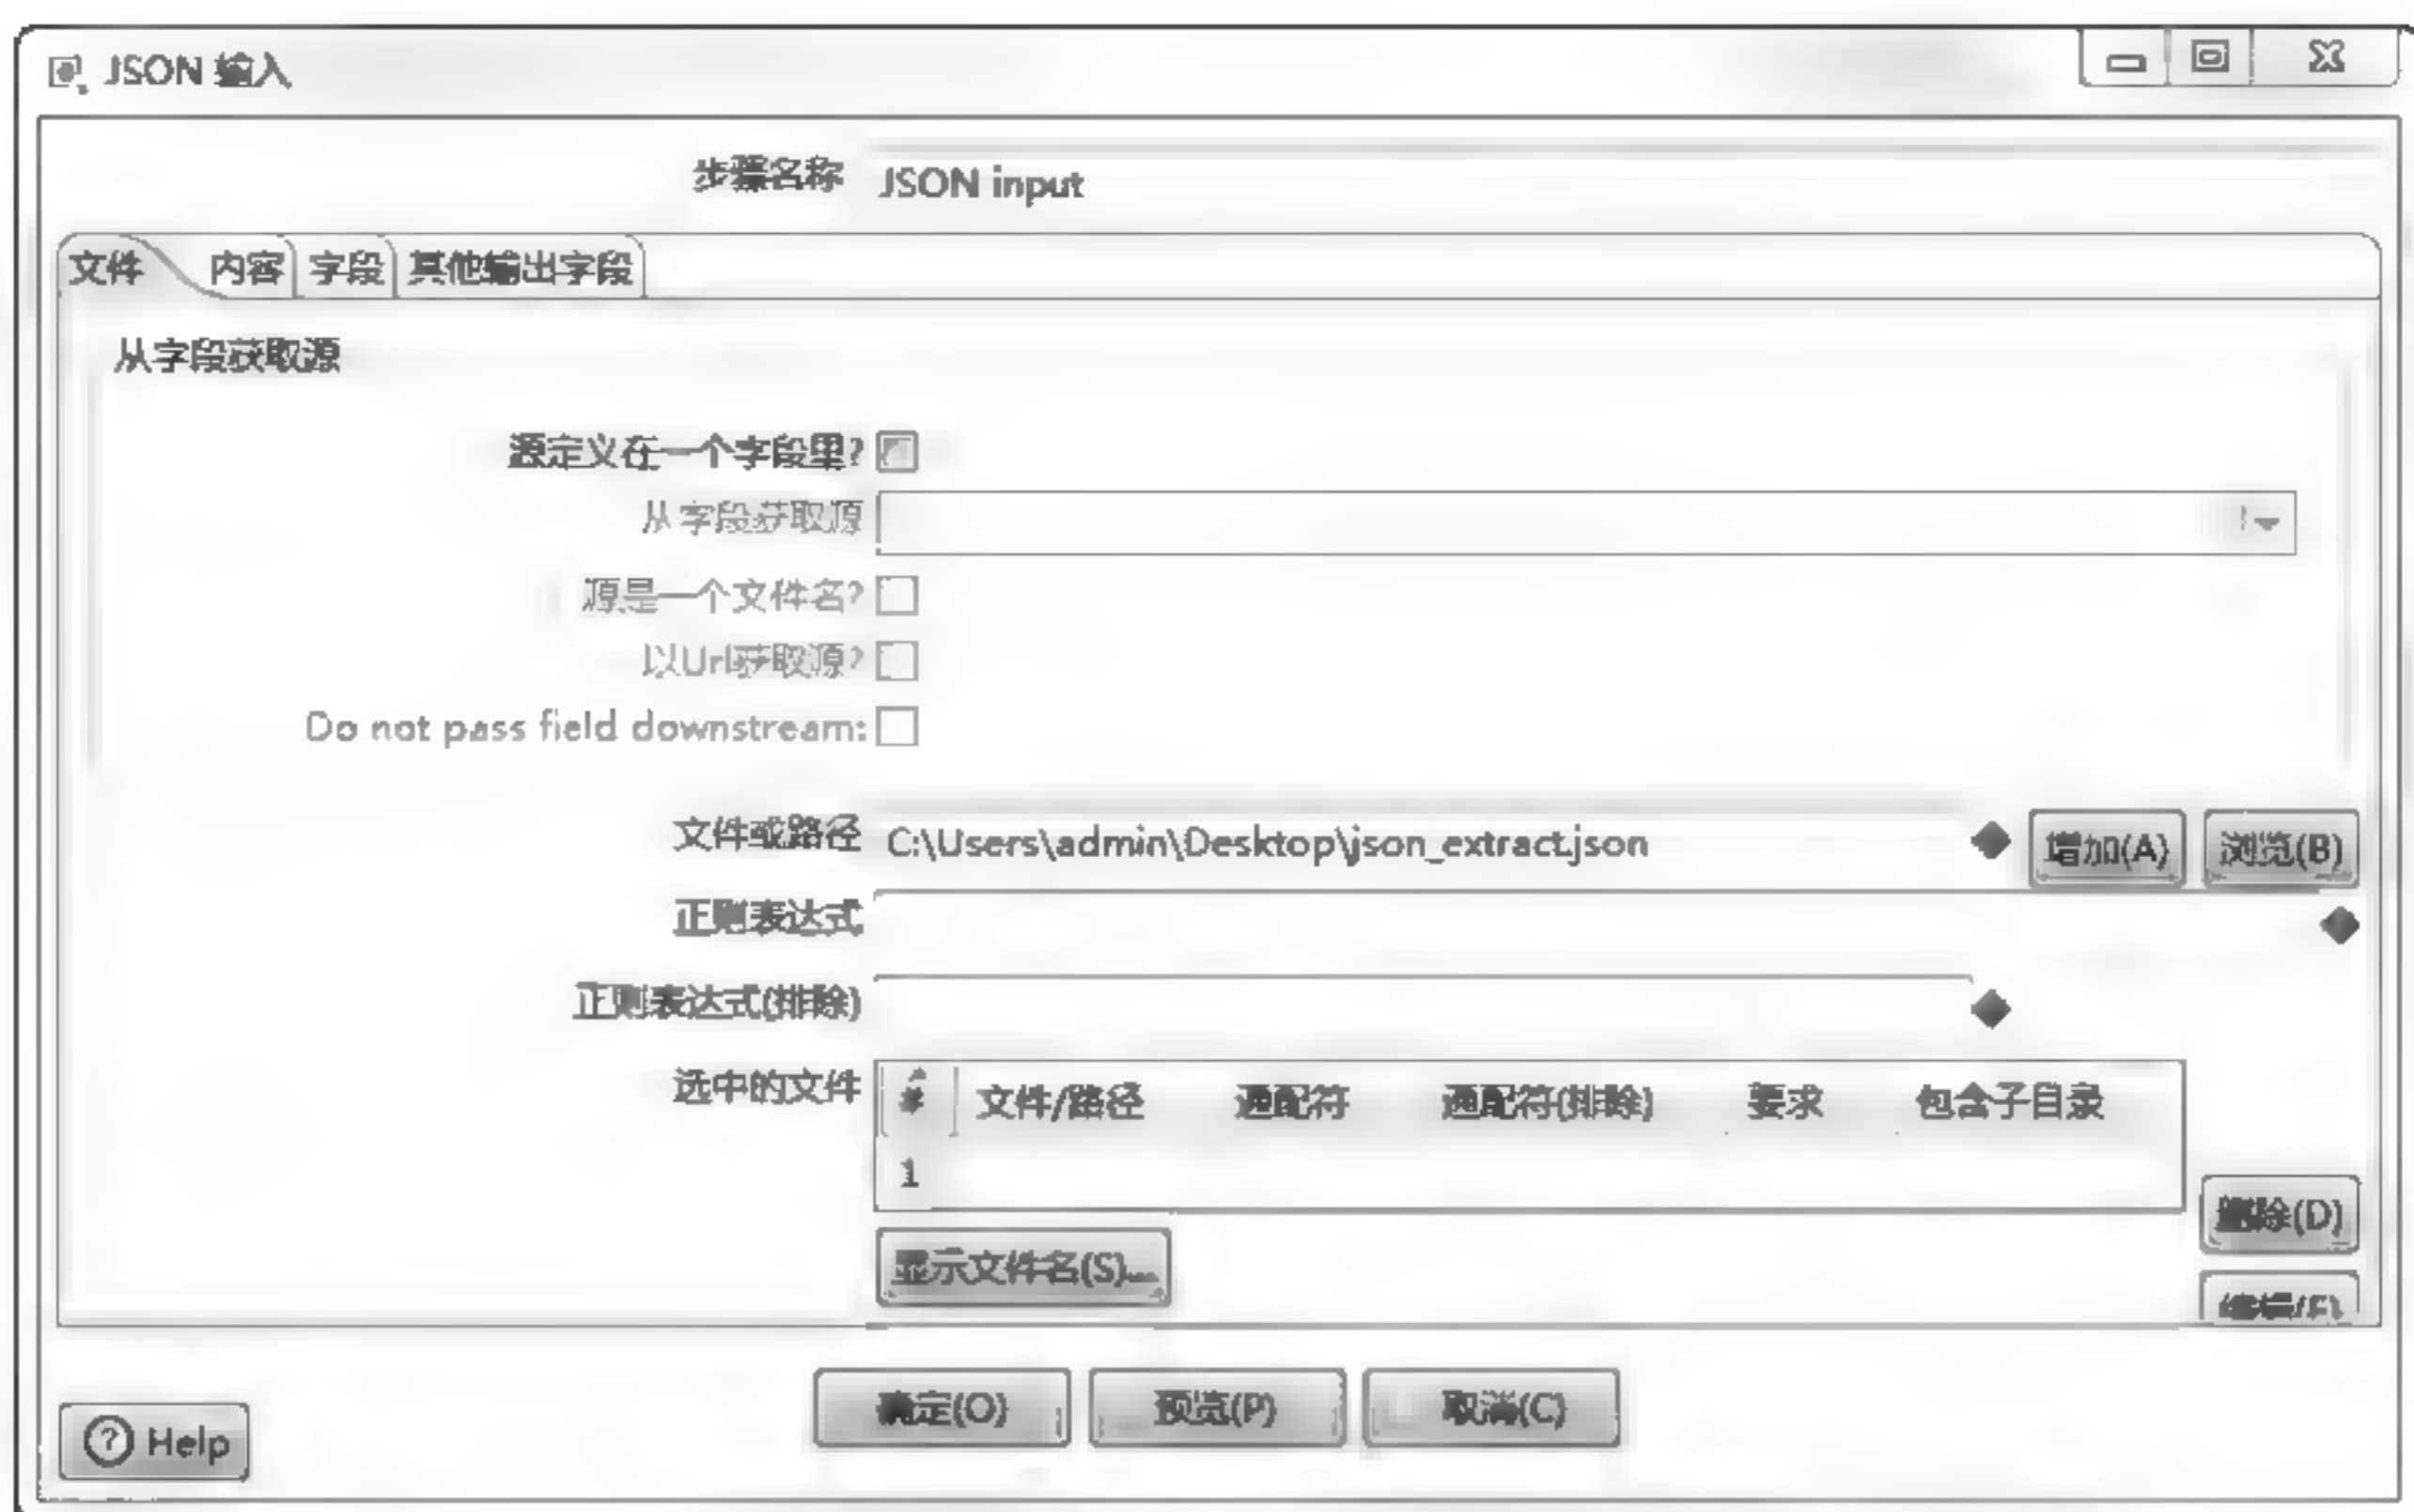 JSON 输入
步骤名称 JSON input
文件 内容 字段 其他输出字段
从字段获取源
源定义在一个字段里?
从字段获取源
源是一个文件名?
以Url获取源?
Do not pass field downstream:
文件或路径 C:\Users\admin\Desktop\json_extract.json 增加(A) 浏览(B)
正则表达式
正则表达式(排除)
选中的文件 # 文件/路径 通配符 通配符(排除) 要求 包含子目录
1
删除(D)
显示文件名(S)...
编辑(E)
确定(O) 预览(P) 取消(C)
Help